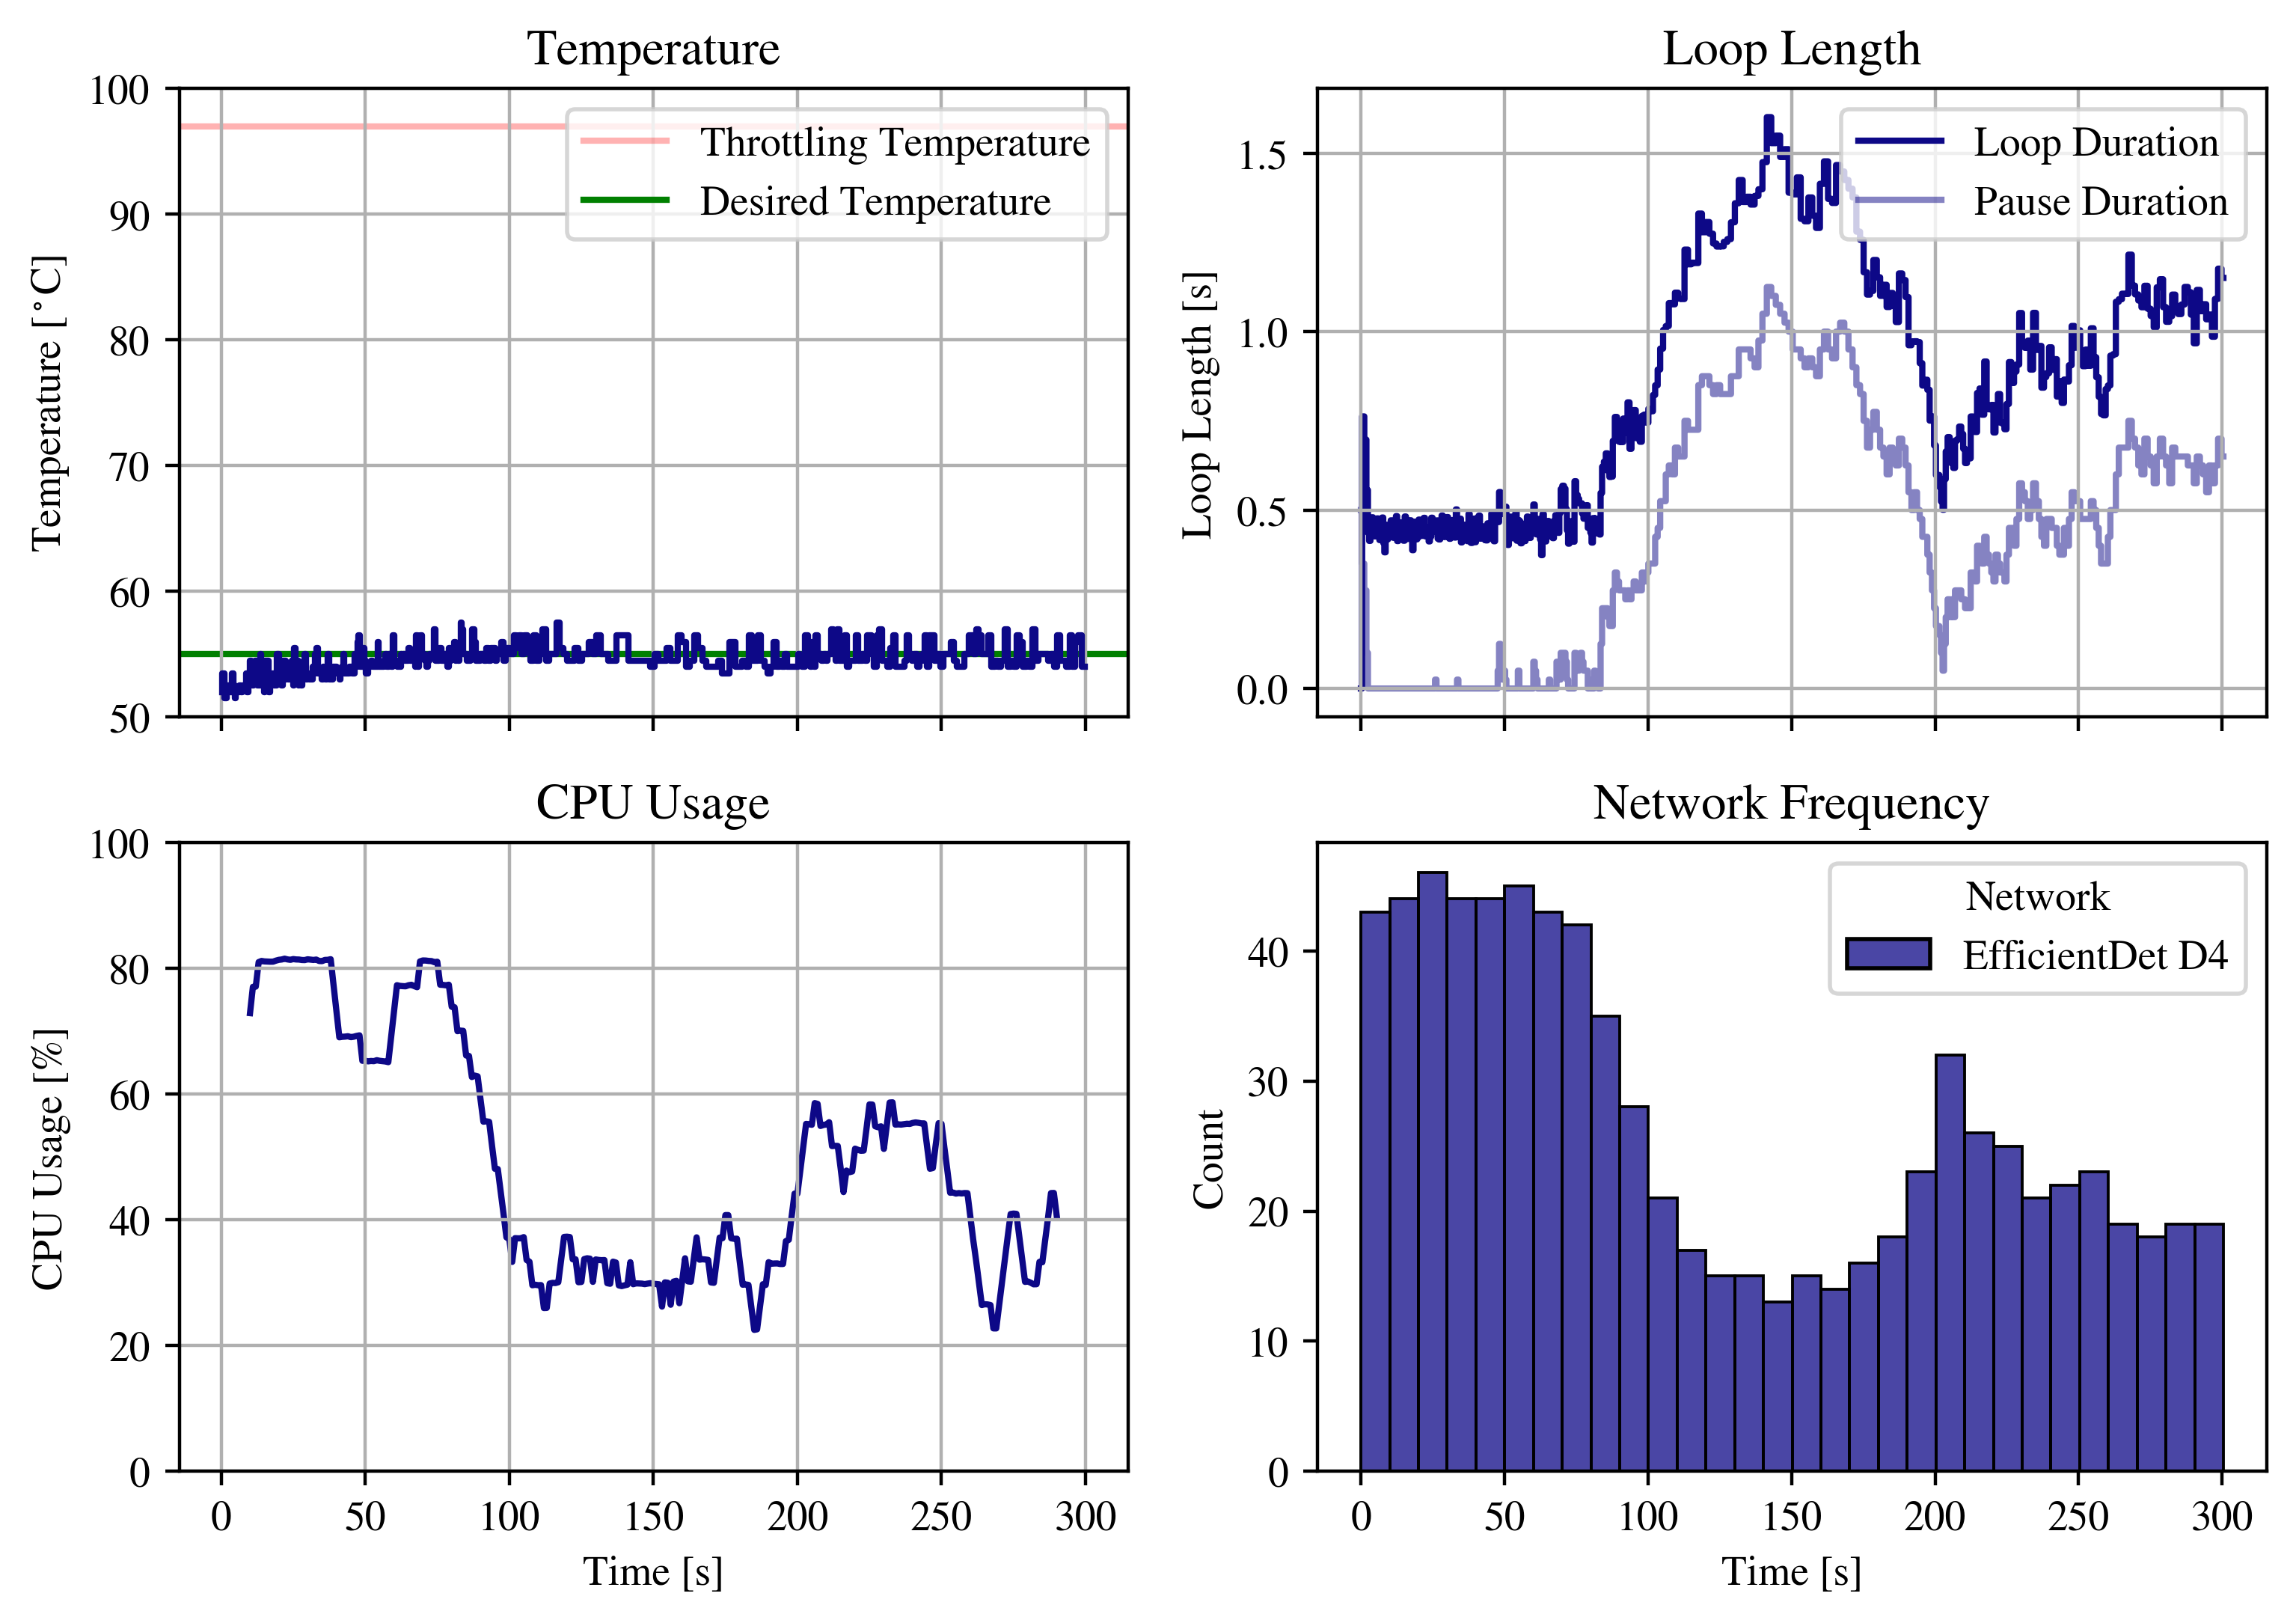 Temperature
100
90
80
70
60
50
Temperature [°C]
Throttling Temperature
Desired Temperature
Loop Length
1.5
1.0
0.5
0.0
Loop Length [s]
Loop Duration
Pause Duration
CPU Usage
100
80
60
40
20
0
CPU Usage [%]
0 50 100 150 200 250 300
Time [s]
Network Frequency
40
30
20
10
0
Count
Network
EfficientDet D4
0 50 100 150 200 250 300
Time [s]